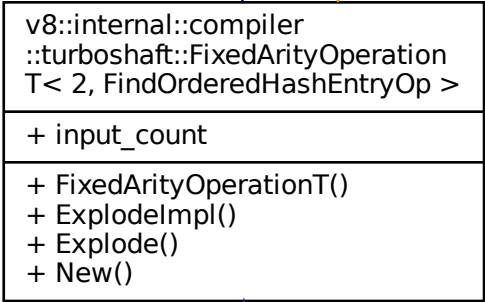 v8::internal::compiler
::turboshaft::FixedArityOperation
T< 2, FindOrderedHashEntryOp >
+ input_count
+ FixedArityOperationT()
+ ExplodeImpl()
+ Explode()
+ New()